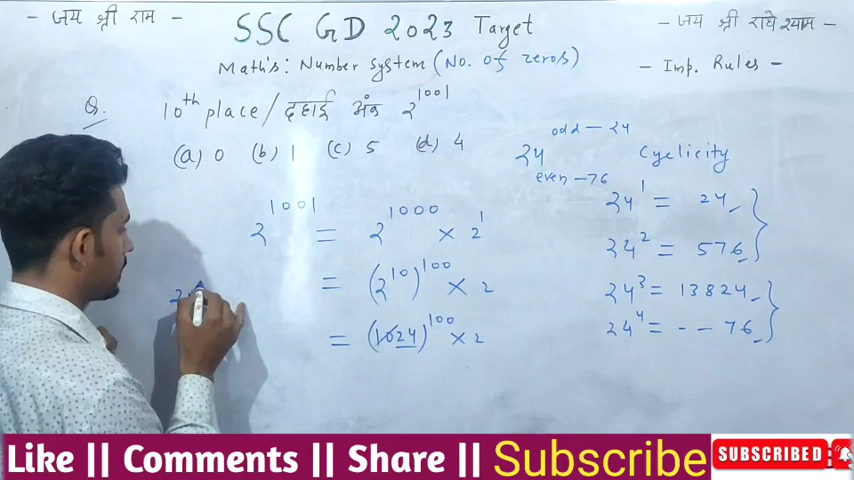 - जय श्री राम -
SSC GD 2023 Target
- जय श्री राधे श्याम -
Math's: Number system (No. of zeros)
- Imp. Rules -
Q. 10th place / दहाई अंक 2^1001
(a) 0 (b) 1 (c) 5 (d) 4
24 odd — 24
even — 76
Cyclicity
2^1001 = 2^1000 × 2^1
= (2^10)^100 × 2
= (1024)^100 × 2
24^1 = 24
24^2 = 576
24^3 = 13824
24^4 = - - 76
Like || Comments || Share || Subscribe
SUBSCRIBED